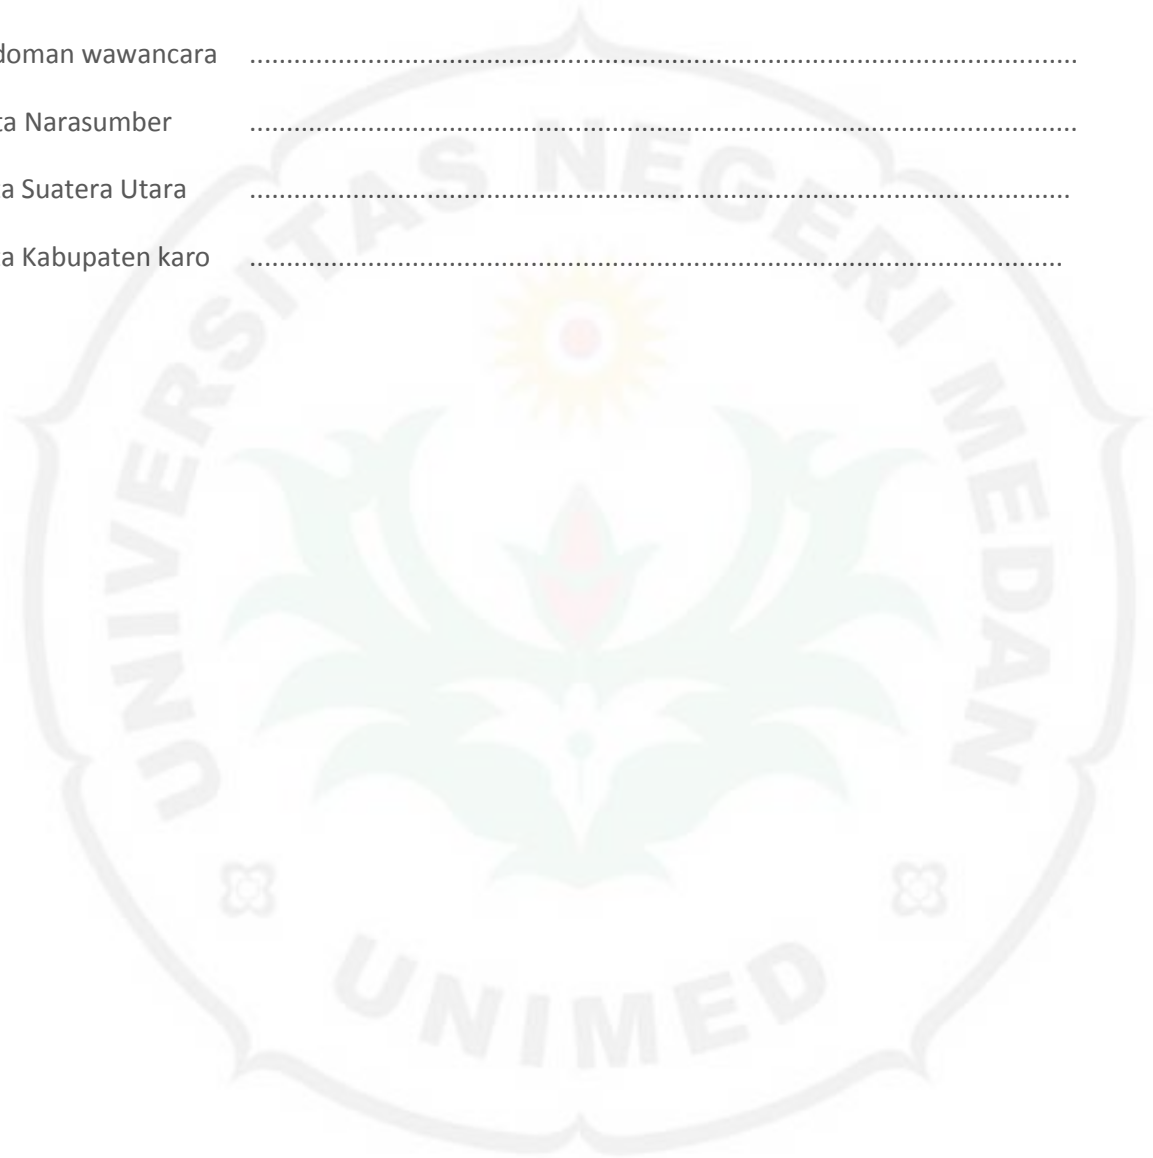 doman wawancara ........................................................................................................
ta Narasumber ........................................................................................................
a Suatera Utara .......................................................................................................
a Kabupaten karo ......................................................................................................
UNIVERSITAS NEGERI MEDAN
UNIMED